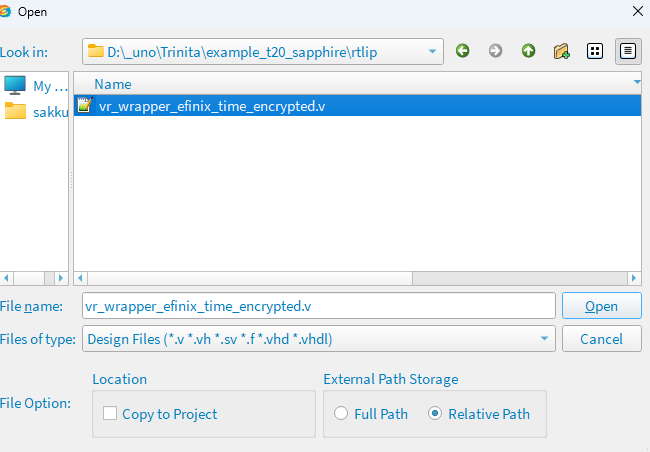 Open
Look in: D:\_uno\Trinita\example_t20_sapphire\rtlip
My ...
sakku
Name
vr_wrapper_efinix_time_encrypted.v
File name: vr_wrapper_efinix_time_encrypted.v Open
Files of type: Design Files (*.v *.vh *.sv *.f *.vhd *.vhdl) Cancel
Location External Path Storage
File Option: Copy to Project Full Path Relative Path